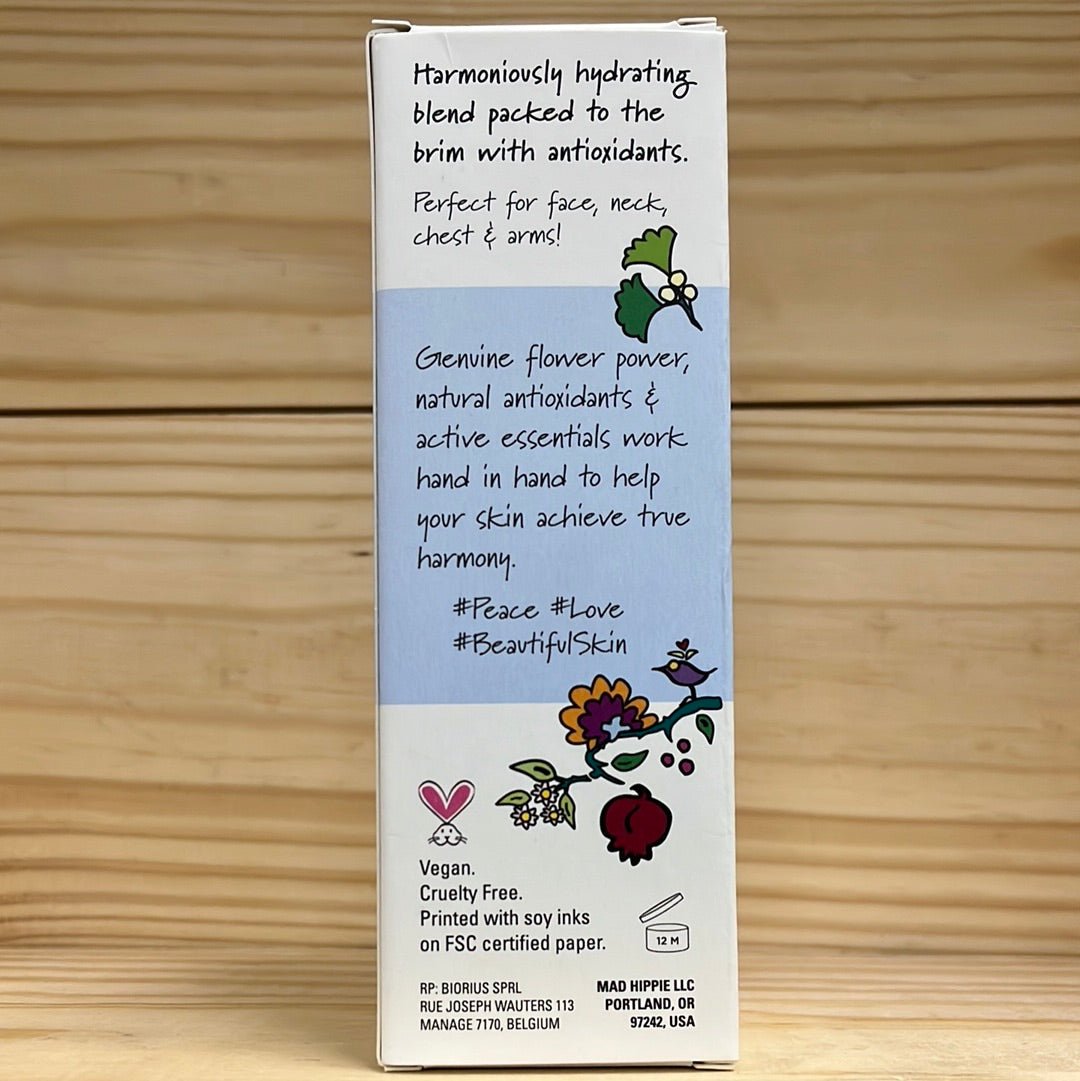 Harmoniously hydrating
blend packed to the
brim with antioxidants.
Perfect for face, neck,
chest & arms!
Genuine flower power,
natural antioxidants &
active essentials work
hand in hand to help
your skin achieve true
harmony.
#Peace #Love
#BeautifulSkin
Vegan.
Cruelty Free.
Printed with soy inks
on FSC certified paper.
12 M
RP: BIORIUS SPRL
RUE JOSEPH WAUTERS 113
MANAGE 7170, BELGIUM
MAD HIPPIE LLC
PORTLAND, OR
97242, USA